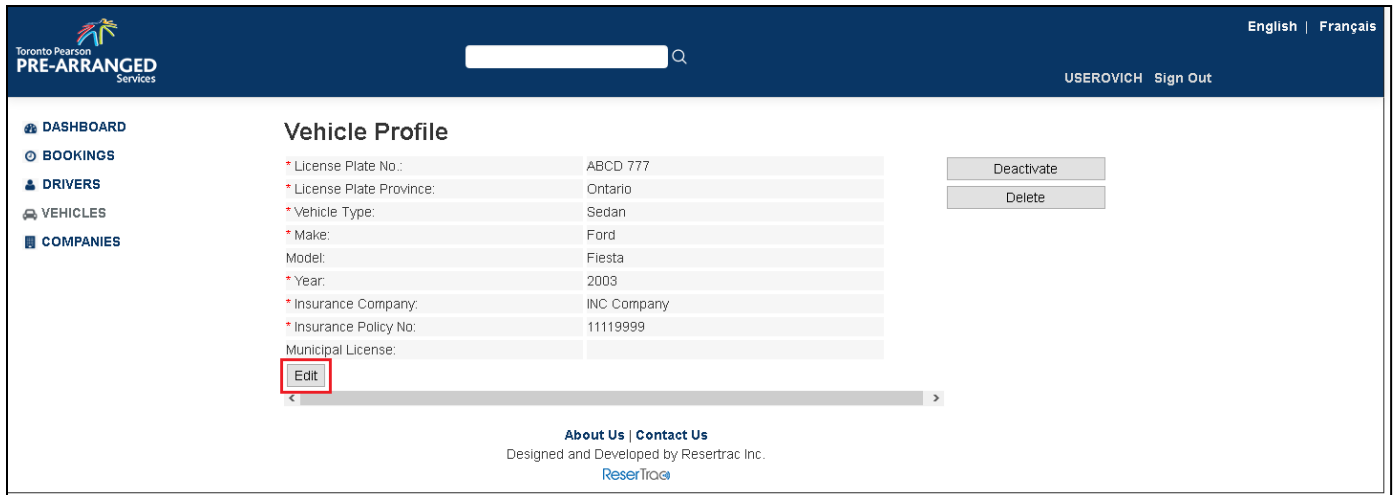 English | Français
Toronto Pearson
PRE-ARRANGED
Services
USEROVICH Sign Out
DASHBOARD
BOOKINGS
DRIVERS
VEHICLES
COMPANIES
Vehicle Profile
* License Plate No.: ABCD 777
* License Plate Province: Ontario
* Vehicle Type: Sedan
* Make: Ford
Model: Fiesta
* Year: 2003
* Insurance Company: INC Company
* Insurance Policy No: 11119999
Municipal License:
Edit
Deactivate
Delete
About Us | Contact Us
Designed and Developed by Resertrac Inc.
ReserTrac